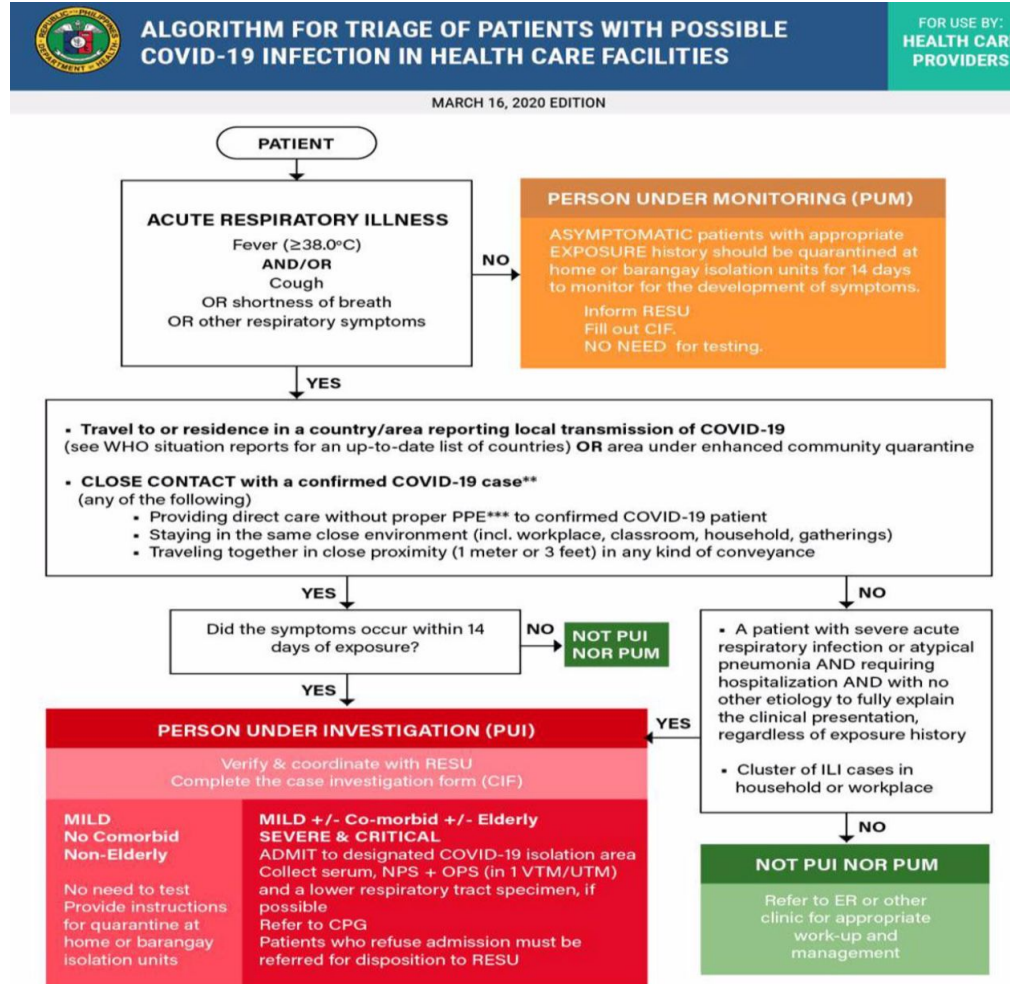 REPUBLIC OF THE PHILIPPINES
DEPARTMENT OF HEALTH
ALGORITHM FOR TRIAGE OF PATIENTS WITH POSSIBLE
COVID-19 INFECTION IN HEALTH CARE FACILITIES
FOR USE BY:
HEALTH CAR
PROVIDERS
MARCH 16, 2020 EDITION
PATIENT
ACUTE RESPIRATORY ILLNESS
Fever (≥38.0°C)
AND/OR
Cough
OR shortness of breath
OR other respiratory symptoms
NO
PERSON UNDER MONITORING (PUM)
ASYMPTOMATIC patients with appropriate
EXPOSURE history should be quarantined at
home or barangay isolation units for 14 days
to monitor for the development of symptoms.
Inform RESU
Fill out CIF.
NO NEED for testing.
YES
▪ Travel to or residence in a country/area reporting local transmission of COVID-19
(see WHO situation reports for an up-to-date list of countries) OR area under enhanced community quarantine
▪ CLOSE CONTACT with a confirmed COVID-19 case**
(any of the following)
▪ Providing direct care without proper PPE*** to confirmed COVID-19 patient
▪ Staying in the same close environment (incl. workplace, classroom, household, gatherings)
▪ Traveling together in close proximity (1 meter or 3 feet) in any kind of conveyance
YES
NO
Did the symptoms occur within 14
days of exposure?
NO
NOT PUI
NOR PUM
YES
▪ A patient with severe acute
respiratory infection or atypical
pneumonia AND requiring
hospitalization AND with no
other etiology to fully explain
the clinical presentation,
regardless of exposure history
▪ Cluster of ILI cases in
household or workplace
YES
PERSON UNDER INVESTIGATION (PUI)
Verify & coordinate with RESU
Complete the case investigation form (CIF)
MILD
No Comorbid
Non-Elderly
No need to test
Provide instructions
for quarantine at
home or barangay
isolation units
MILD +/- Co-morbid +/- Elderly
SEVERE & CRITICAL
ADMIT to designated COVID-19 isolation area
Collect serum, NPS + OPS (in 1 VTM/UTM)
and a lower respiratory tract specimen, if
possible
Refer to CPG
Patients who refuse admission must be
referred for disposition to RESU
NO
NOT PUI NOR PUM
Refer to ER or other
clinic for appropriate
work-up and
management